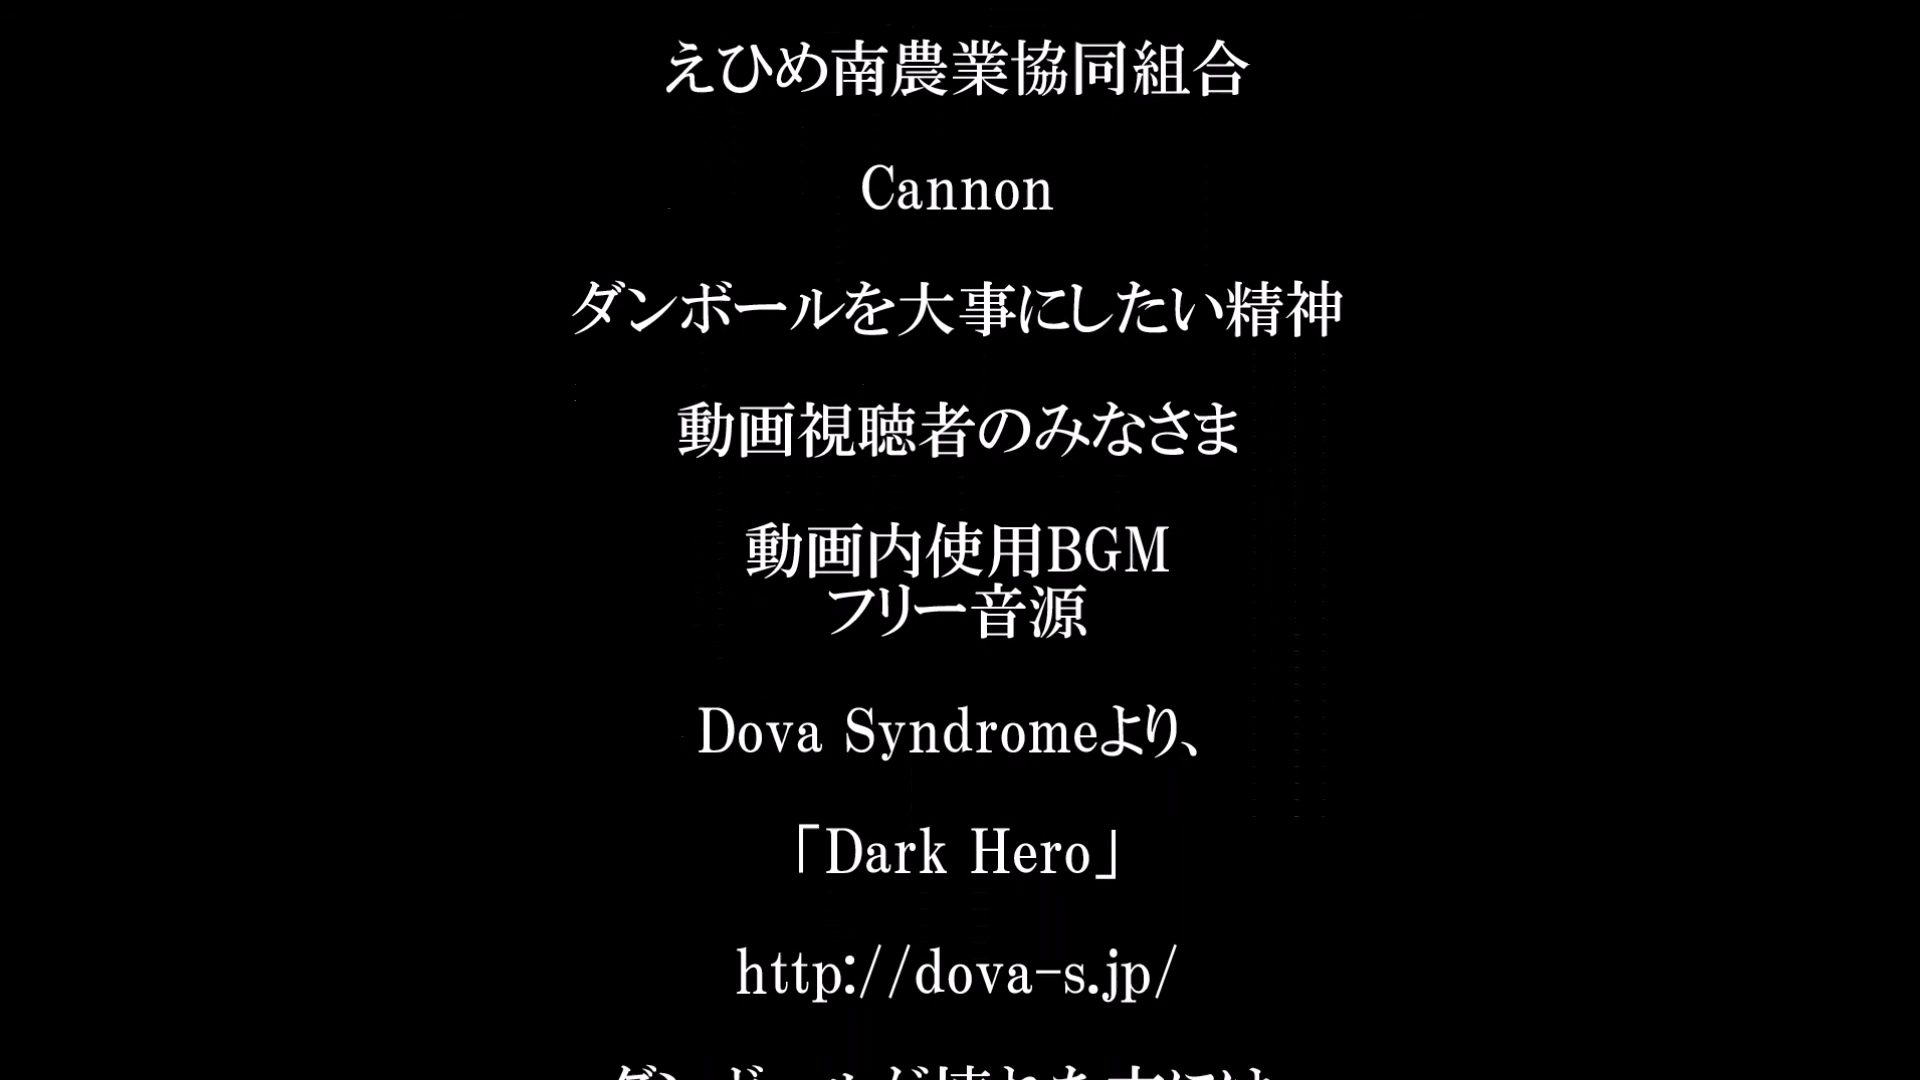 えひめ南農業協同組合
Cannon
ダンボールを大事にしたい精神
動画視聴者のみなさま
動画内使用BGM
フリー音源
Dova Syndromeより、
「Dark Hero」
http://dova-s.jp/